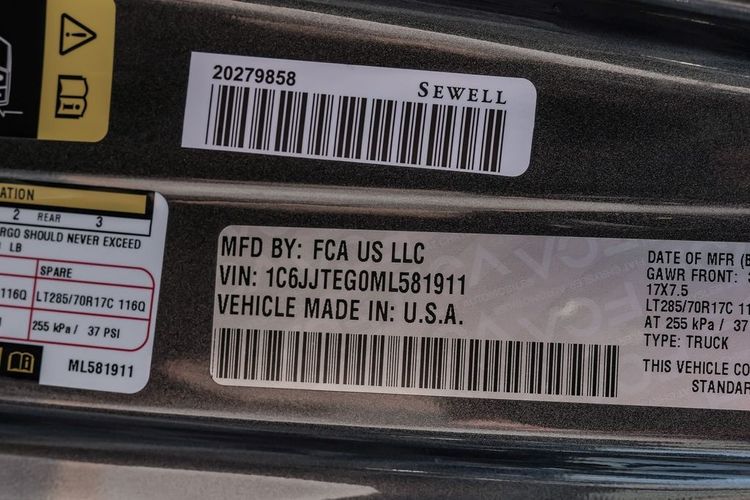 20279858
SEWELL
ATION
2 REAR 3
RGO SHOULD NEVER EXCEED
LB
SPARE
116Q LT285/70R17C 116Q
255 kPa / 37 PSI
ML581911
MFD BY: FCA US LLC
VIN: 1C6JJTEG0ML581911
VEHICLE MADE IN: U.S.A.
DATE OF MFR (
GAWR FRONT:
17X7.5
LT285/70R17C 11
AT 255 kPa / 37
TYPE: TRUCK
THIS VEHICLE CO
STANDAR